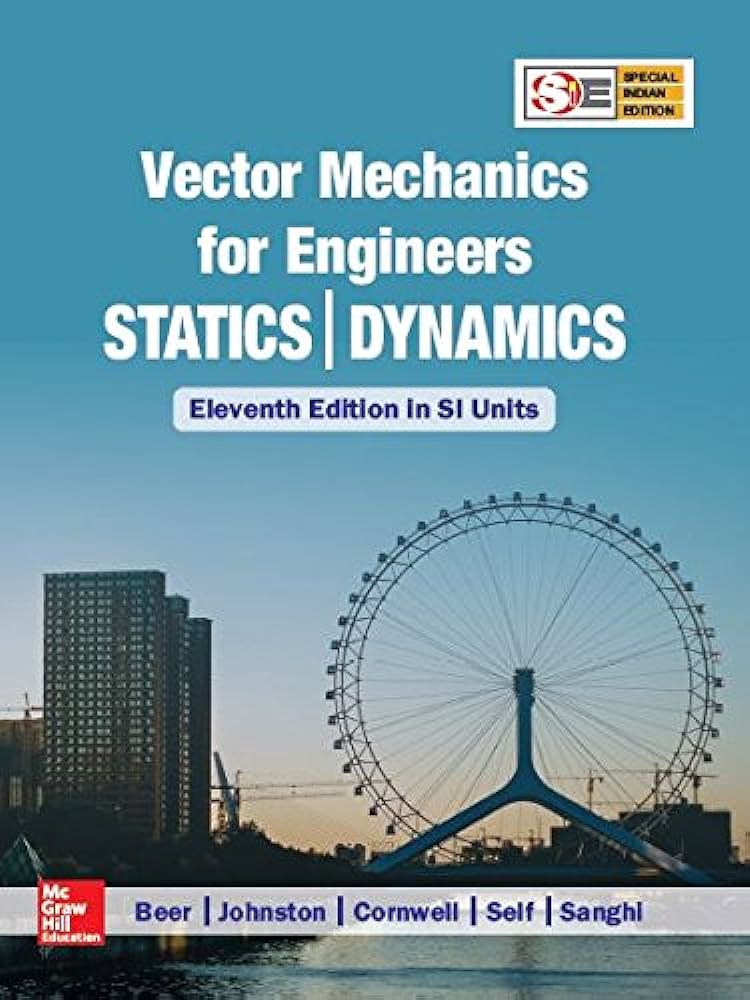 SIE
SPECIAL
INDIAN
EDITION
Vector Mechanics
for Engineers
STATICS | DYNAMICS
Eleventh Edition in SI Units
Mc
Graw
Hill
Education
Beer | Johnston | Cornwell | Self | Sanghi